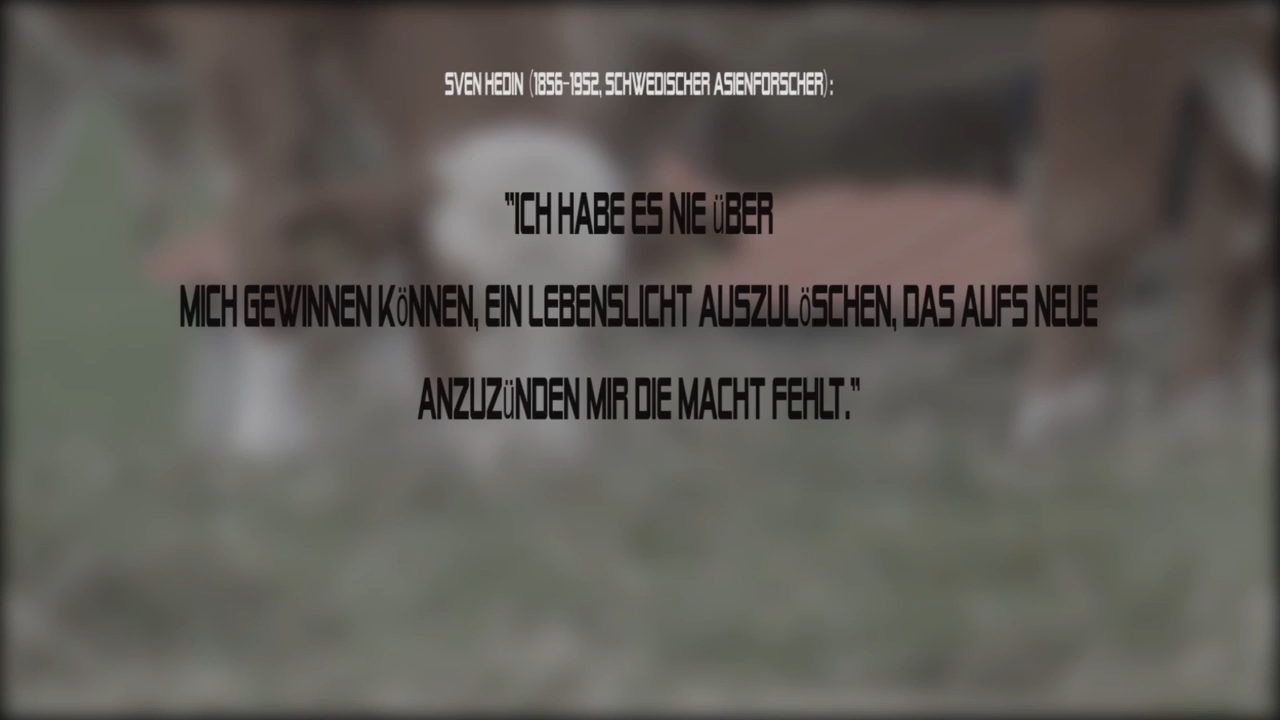 SVEN HEDIN (1856-1952, SCHWEDISCHER ASIENFORSCHER):
"ICH HABE ES NIE üBER
MICH GEWINNEN KöNNEN, EIN LEBENSLICHT AUSZULöSCHEN, DAS AUFS NEUE
ANZUZüNDEN MIR DIE MACHT FEHLT."